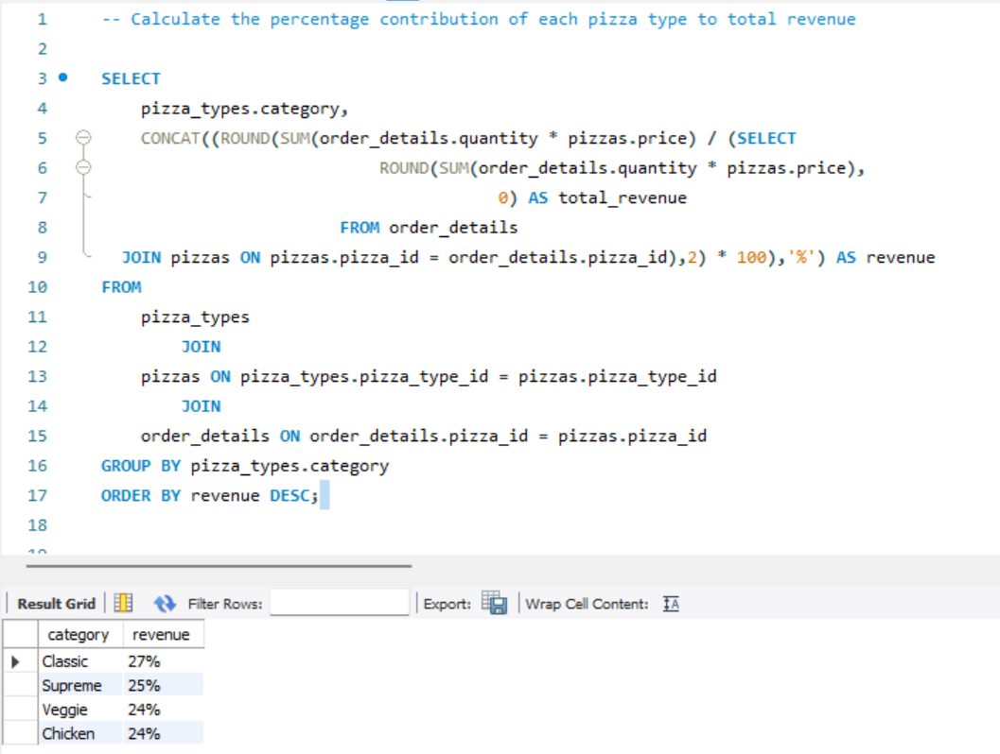 1 -- Calculate the percentage contribution of each pizza type to total revenue
2
3 SELECT
4 pizza_types.category,
5 CONCAT((ROUND(SUM(order_details.quantity * pizzas.price) / (SELECT
6 ROUND(SUM(order_details.quantity * pizzas.price),
7 0) AS total_revenue
8 FROM order_details
9 JOIN pizzas ON pizzas.pizza_id = order_details.pizza_id),2) * 100),'%') AS revenue
10 FROM
11 pizza_types
12 JOIN
13 pizzas ON pizza_types.pizza_type_id = pizzas.pizza_type_id
14 JOIN
15 order_details ON order_details.pizza_id = pizzas.pizza_id
16 GROUP BY pizza_types.category
17 ORDER BY revenue DESC;
18
Result Grid Filter Rows: Export: Wrap Cell Content:
category revenue
Classic 27%
Supreme 25%
Veggie 24%
Chicken 24%